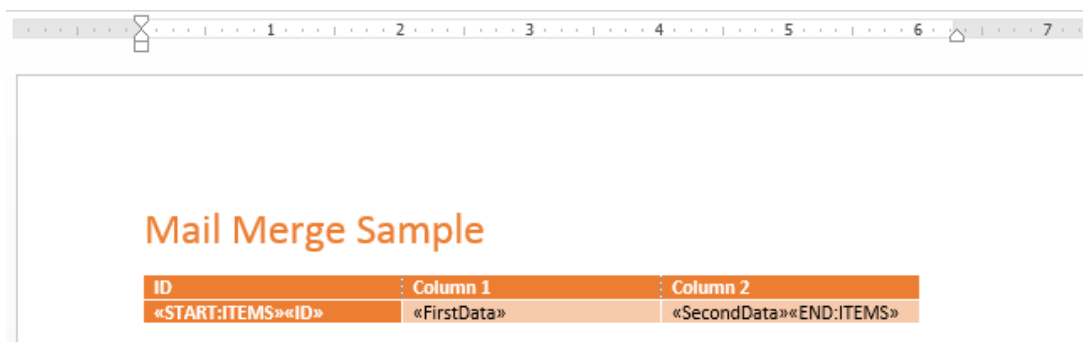 1 2 3 4 5 6 7
Mail Merge Sample
ID Column 1 Column 2
«START:ITEMS»«ID» «FirstData» «SecondData»«END:ITEMS»